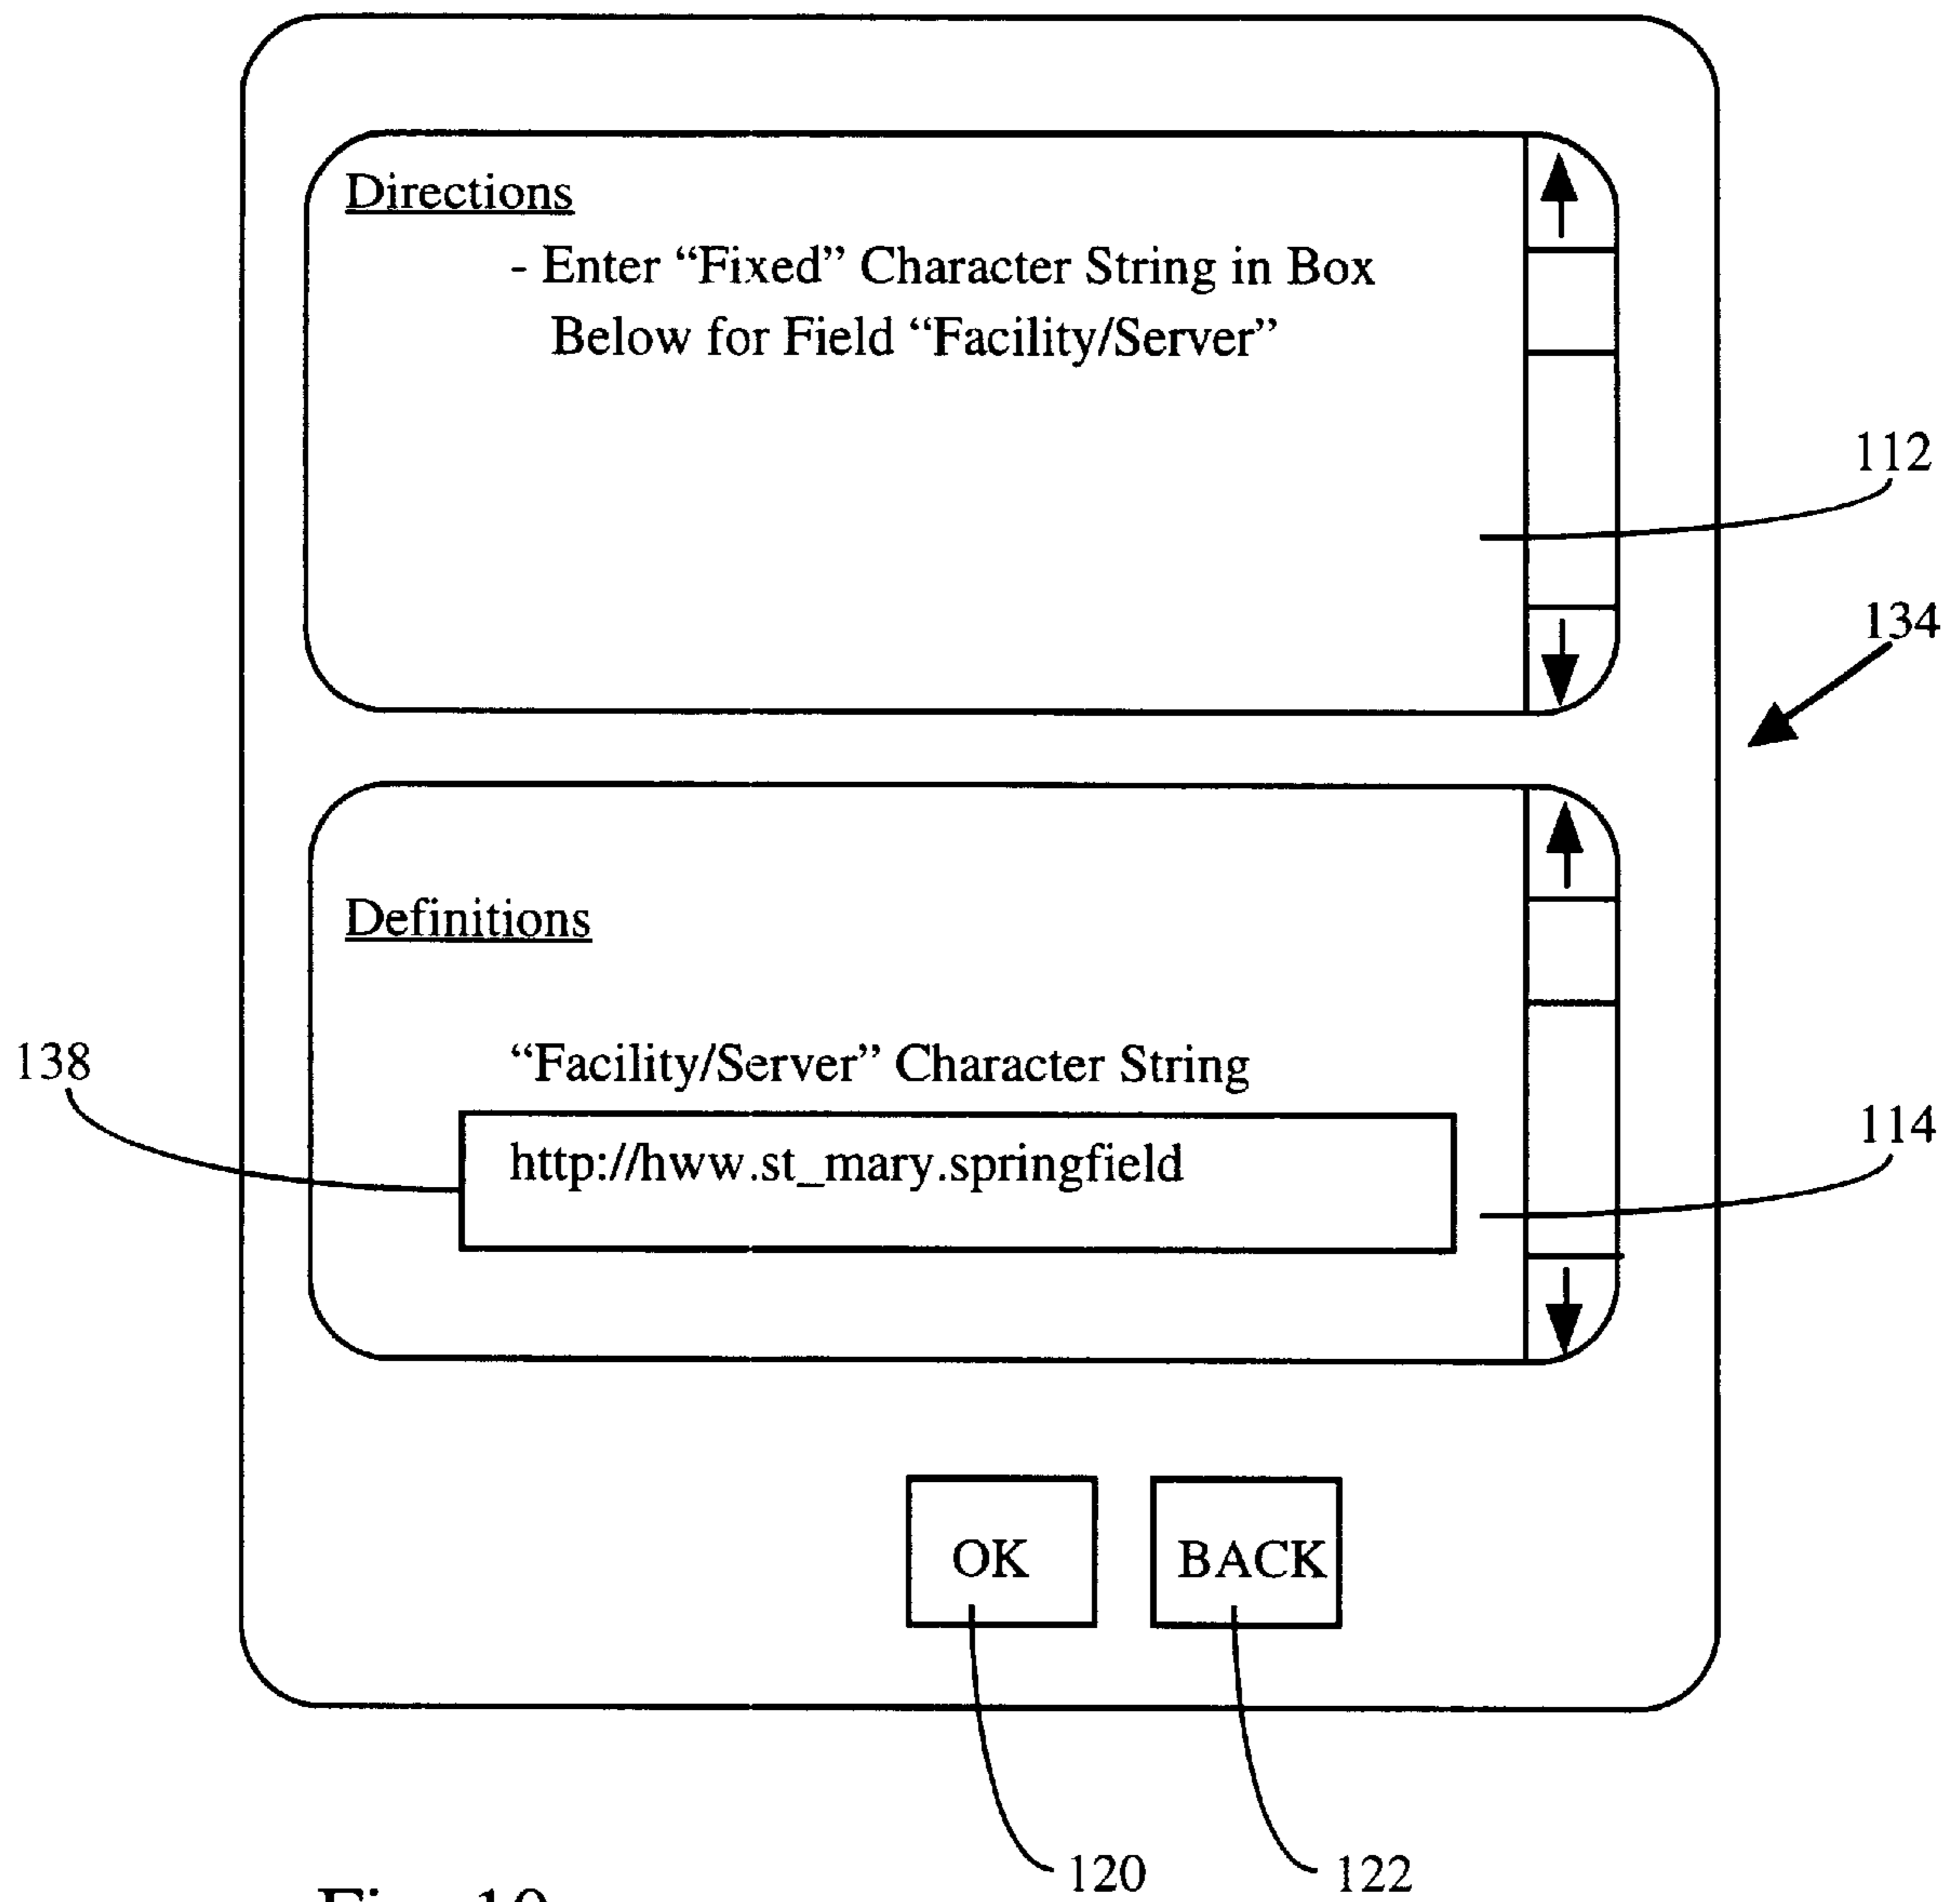 Directions
- Enter “Fixed” Character String in Box
Below for Field “Facility/Server”
112
134
Definitions
“Facility/Server” Character String
138
http://hww.st_mary.springfield
114
OK
BACK
120
122